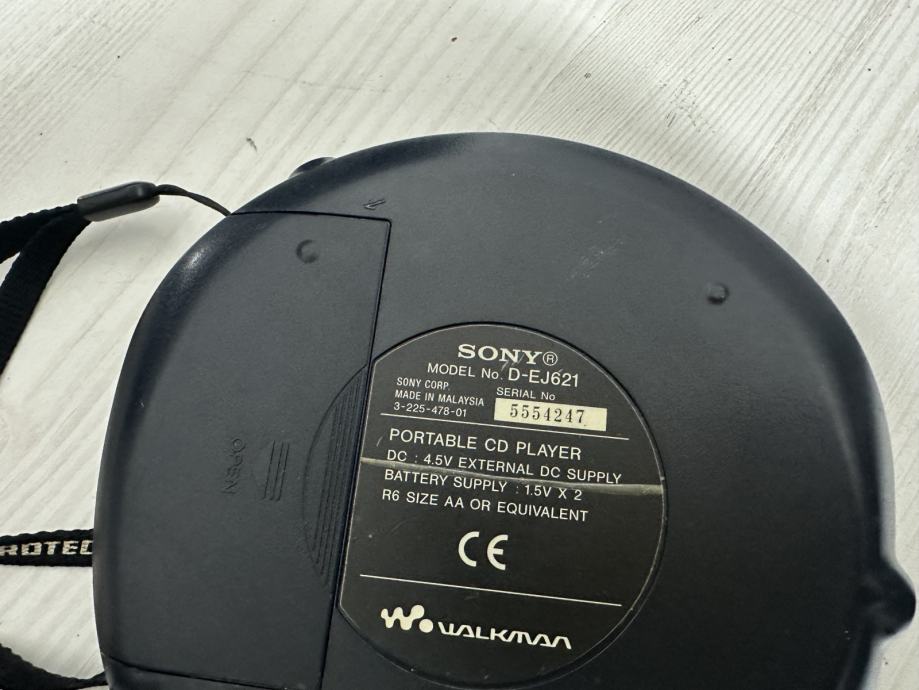 SONY®
MODEL No. D-EJ621
SONY CORP.
MADE IN MALAYSIA
3-225-478-01
SERIAL No
5554247
PORTABLE CD PLAYER
DC : 4.5V EXTERNAL DC SUPPLY
BATTERY SUPPLY : 1.5V X 2
R6 SIZE AA OR EQUIVALENT
CE
WALKMAN
OPEN